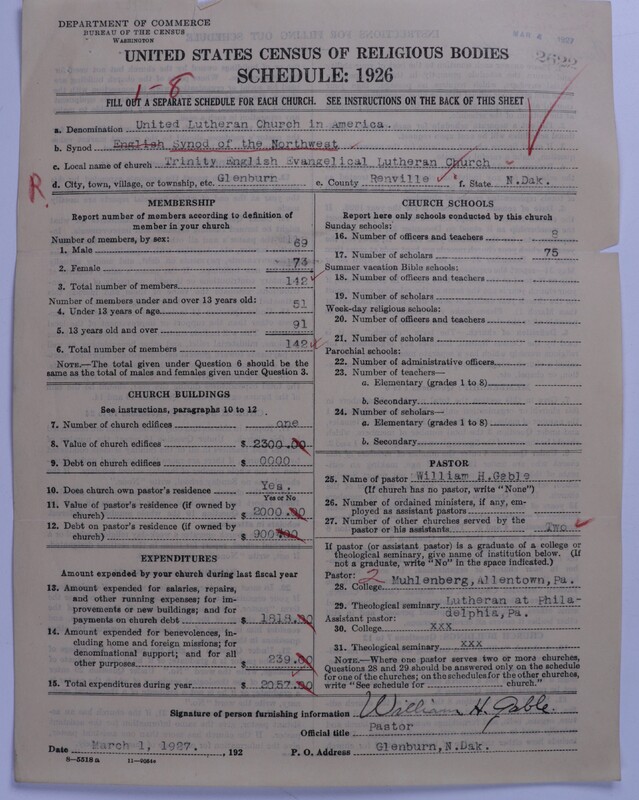 DEPARTMENT OF COMMERCE
BUREAU OF THE CENSUS
WASHINGTON
MAR 4 1927
2622
UNITED STATES CENSUS OF RELIGIOUS BODIES
SCHEDULE: 1926
1-8
FILL OUT A SEPARATE SCHEDULE FOR EACH CHURCH. SEE INSTRUCTIONS ON THE BACK OF THIS SHEET
a. Denomination United Lutheran Church in America.
b. Synod English Synod of the Northwest
c. Local name of church Trinity English Evangelical Lutheran Church
R. d. City, town, village, or township, etc. Glenburn e. County Renville f. State N.Dak.
MEMBERSHIP
Report number of members according to definition of
member in your church
Number of members, by sex:
1. Male 69
2. Female 73
3. Total number of members 142
Number of members under and over 13 years old:
4. Under 13 years of age 51
5. 13 years old and over 91
6. Total number of members 142
NOTE.—The total given under Question 6 should be
same as the total of males and females given under Question 3.
CHURCH BUILDINGS
See instructions, paragraphs 10 to 12
7. Number of church edifices one
8. Value of church edifices $ 2300.00
9. Debt on church edifices $ 0000
10. Does church own pastor's residence Yes.
Yes or No
11. Value of pastor's residence (if owned by
church) $ 2000.00
12. Debt on pastor's residence (if owned by
church) $ 900.00
EXPENDITURES
Amount expended by your church during last fiscal year
13. Amount expended for salaries, repairs,
and other running expenses; for im-
provements or new buildings; and for
payments on church debt $ 1818.00
14. Amount expended for benevolences, in-
cluding home and foreign missions; for
denominational support; and for all
other purposes $ 239.00
15. Total expenditures during year $ 2057.00
CHURCH SCHOOLS
Report here only schools conducted by this church
Sunday schools:
16. Number of officers and teachers 8
17. Number of scholars 75
Summer vacation Bible schools:
18. Number of officers and teachers
19. Number of scholars
Week-day religious schools:
20. Number of officers and teachers
21. Number of scholars
Parochial schools:
22. Number of administrative officers
23. Number of teachers—
a. Elementary (grades 1 to 8)
b. Secondary
24. Number of scholars—
a. Elementary (grades 1 to 8)
b. Secondary
PASTOR
25. Name of pastor William H.Gable
(If church has no pastor, write "None")
26. Number of ordained ministers, if any, em-
ployed as assistant pastors
27. Number of other churches served by the
pastor or his assistants Two
If pastor (or assistant pastor) is a graduate of a college or
theological seminary, give name of institution below. (If
not a graduate, write "No" in the space indicated.)
Pastor: 2
28. College Muhlenberg, Allentown, Pa.
29. Theological seminary Lutheran at Phila-
delphia, Pa.
Assistant pastor:
30. College xxx
31. Theological seminary xxx
NOTE.—Where one pastor serves two or more churches,
Questions 28 and 29 should be answered only on the schedule
for one of the churches; on the schedules for the other churches,
write "See schedule for church."
Signature of person furnishing information William H. Gable.
Official title Pastor
Date March 1, 1927. , 192 P. O. Address Glenburn, N.Dak.
8—5518 a 11—9034a